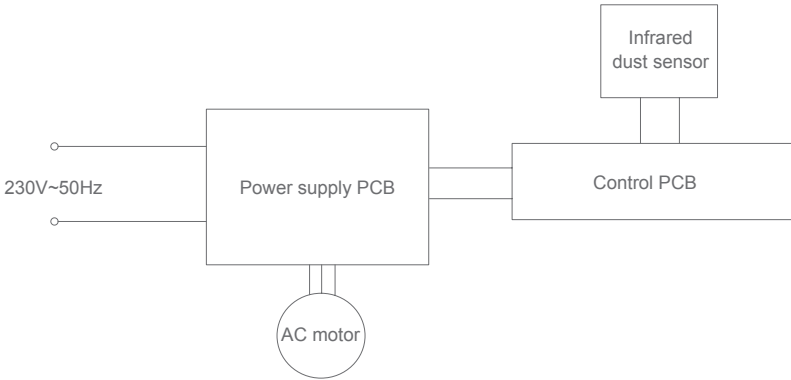 Infrared
dust sensor
230V~50Hz
Power supply PCB
Control PCB
AC motor